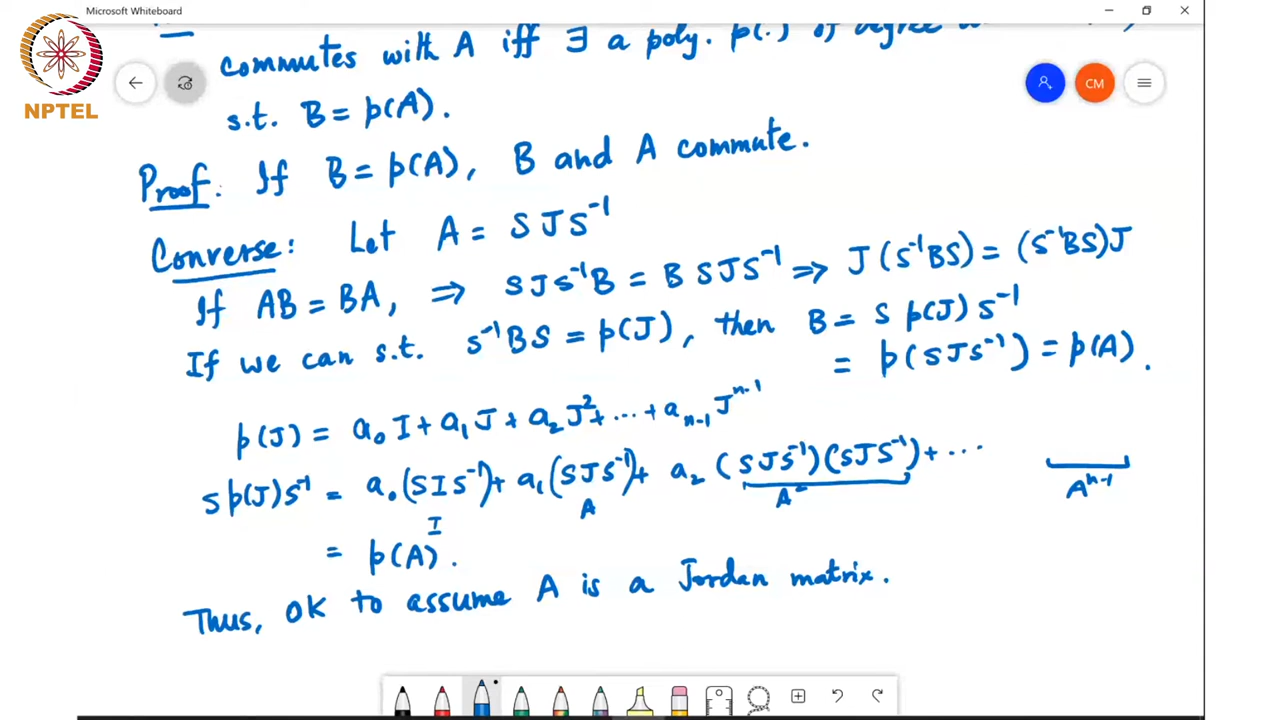 Microsoft Whiteboard
NPTEL
CM
commutes with A iff ∃ a poly. p(.) of degree
s.t. B = p(A).
Proof: If B = p(A), B and A commute.
Converse: Let A = SJS⁻¹
If AB = BA, ⇒ SJS⁻¹B = BSJS⁻¹ ⇒ J(S⁻¹BS) = (S⁻¹BS)J
If we can s.t. S⁻¹BS = p(J), then B = S p(J) S⁻¹
= p(SJS⁻¹) = p(A).
p(J) = a₀I + a₁J + a₂J² + ... + aₙ₋₁Jⁿ⁻¹
S p(J) S⁻¹ = a₀(SIS⁻¹) + a₁(SJS⁻¹) + a₂(SJS⁻¹)(SJS⁻¹) + ...
I A A² Aⁿ⁻¹
= p(A).
Thus, OK to assume A is a Jordan matrix.